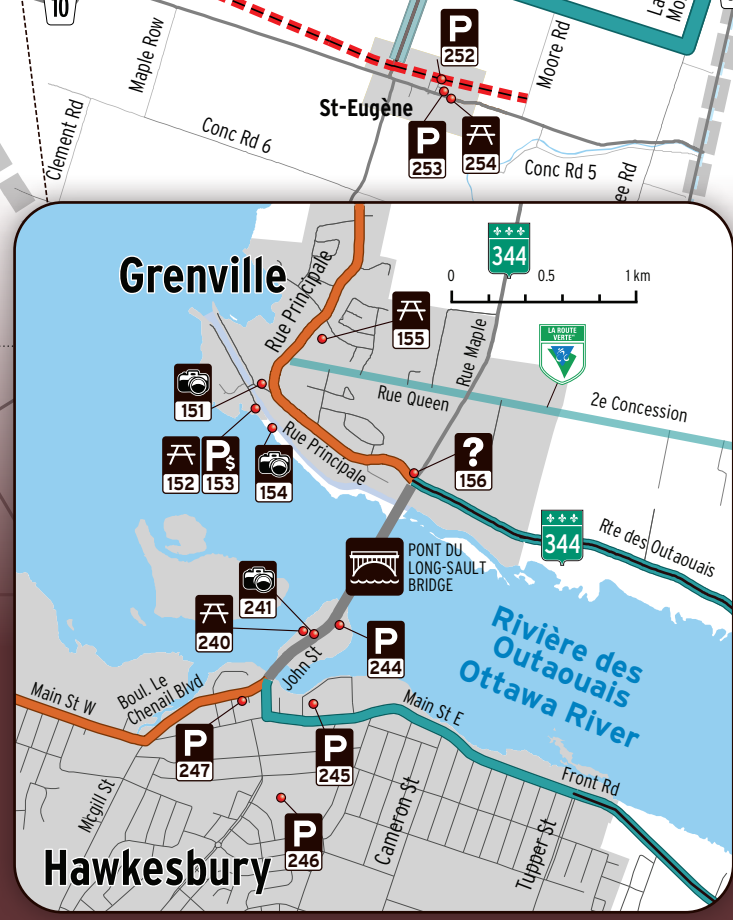 10
Maple Row
Clement Rd
Conc Rd 6
P
252
Moore Rd
St-Eugène
P
253
254
Conc Rd 5
ee Rd
Grenville
Rue Principale
344
0 0.5 1 km
155
Rue Maple
LA ROUTE
VERTE
151
Rue Queen
2e Concession
152
P$
153
154
Rue Principale
?
156
344
Rte des Outaouais
PONT DU
LONG-SAULT
BRIDGE
241
240
P
244
John St
Rivière des
Outaouais
Ottawa River
Main St W
Boul. Le
Chenail Blvd
Main St E
P
247
P
245
Front Rd
Mcgill St
Cameron St
Tupper St
P
246
Hawkesbury